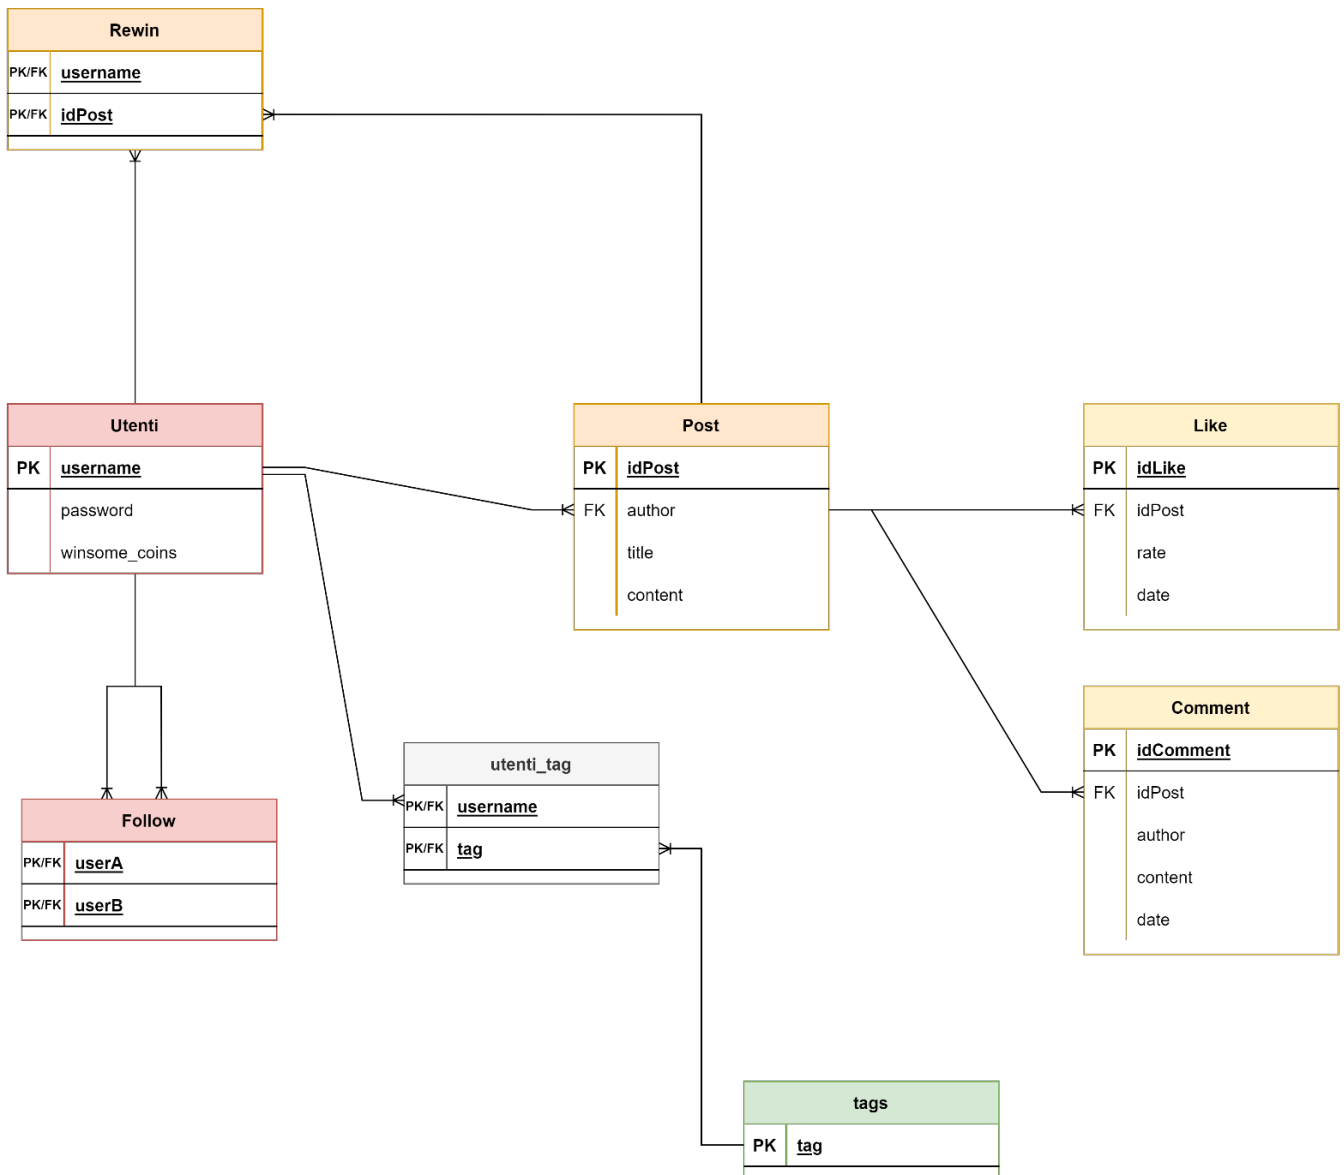 Rewin
PK/FK username
PK/FK idPost
Utenti
PK username
password
winsome_coins
Post
PK idPost
FK author
title
content
Like
PK idLike
FK idPost
rate
date
Comment
PK idComment
FK idPost
author
content
date
Follow
PK/FK userA
PK/FK userB
utenti_tag
PK/FK username
PK/FK tag
tags
PK tag